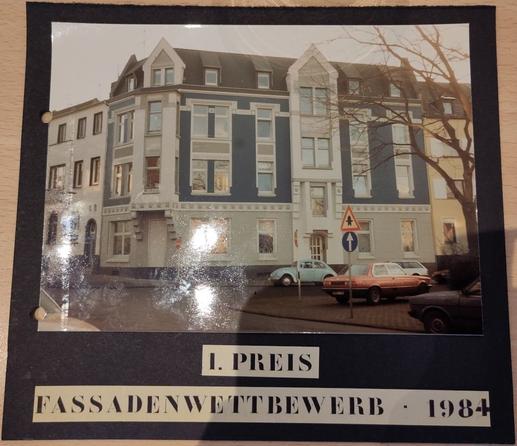 1. PREIS
FASSADENWETTBEWERB · 1984